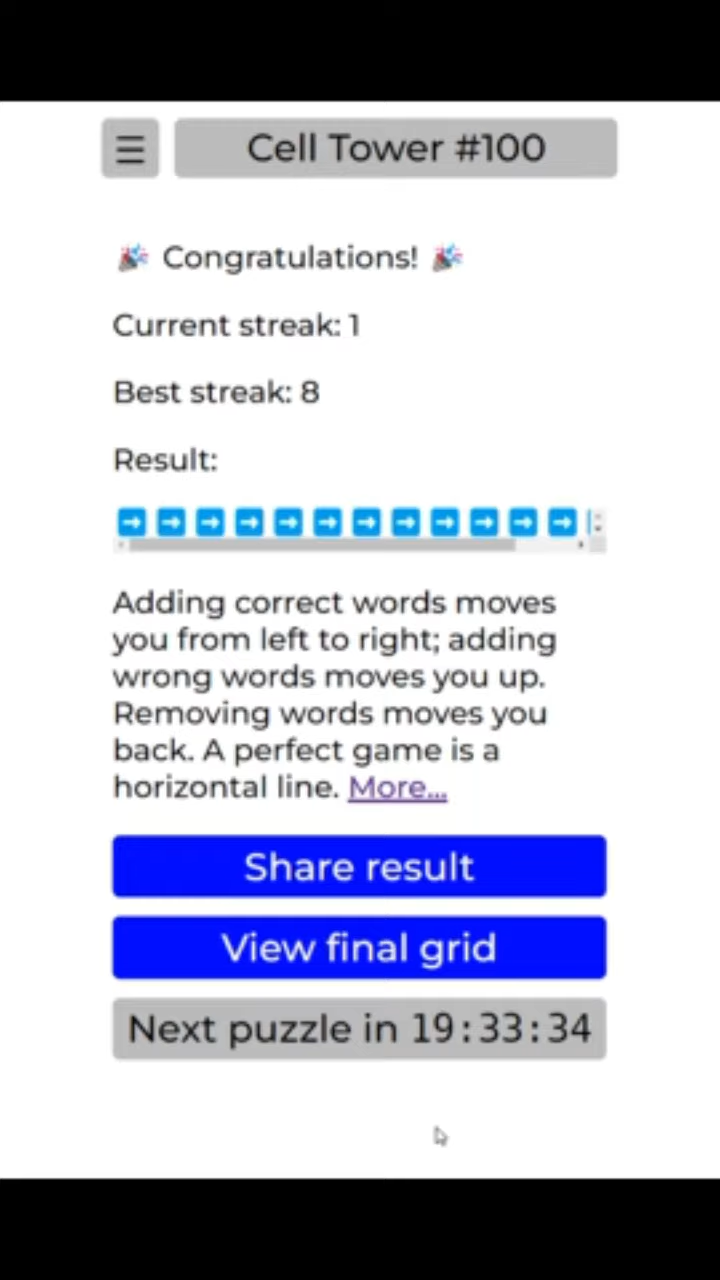 Cell Tower #100
🎉 Congratulations! 🎉
Current streak: 1
Best streak: 8
Result:
➡️ ➡️ ➡️ ➡️ ➡️ ➡️ ➡️ ➡️ ➡️ ➡️ ➡️ ➡️
Adding correct words moves
you from left to right; adding
wrong words moves you up.
Removing words moves you
back. A perfect game is a
horizontal line. More...
Share result
View final grid
Next puzzle in 19:33:34